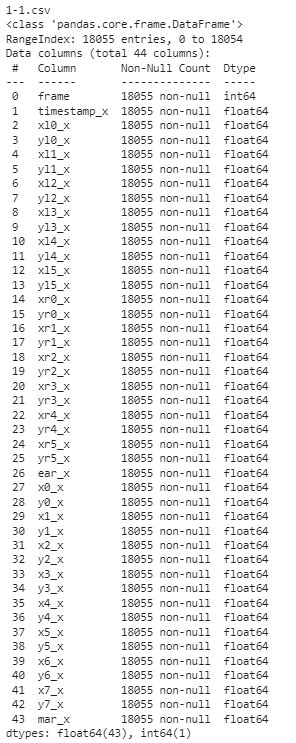 1-1.csv
<class 'pandas.core.frame.DataFrame'>
RangeIndex: 18055 entries, 0 to 18054
Data columns (total 44 columns):
 #   Column       Non-Null Count  Dtype
---  ------       --------------  -----
 0   frame        18055 non-null  int64
 1   timestamp_x  18055 non-null  float64
 2   xl0_x        18055 non-null  float64
 3   yl0_x        18055 non-null  float64
 4   xl1_x        18055 non-null  float64
 5   yl1_x        18055 non-null  float64
 6   xl2_x        18055 non-null  float64
 7   yl2_x        18055 non-null  float64
 8   xl3_x        18055 non-null  float64
 9   yl3_x        18055 non-null  float64
 10  xl4_x        18055 non-null  float64
 11  yl4_x        18055 non-null  float64
 12  xl5_x        18055 non-null  float64
 13  yl5_x        18055 non-null  float64
 14  xr0_x        18055 non-null  float64
 15  yr0_x        18055 non-null  float64
 16  xr1_x        18055 non-null  float64
 17  yr1_x        18055 non-null  float64
 18  xr2_x        18055 non-null  float64
 19  yr2_x        18055 non-null  float64
 20  xr3_x        18055 non-null  float64
 21  yr3_x        18055 non-null  float64
 22  xr4_x        18055 non-null  float64
 23  yr4_x        18055 non-null  float64
 24  xr5_x        18055 non-null  float64
 25  yr5_x        18055 non-null  float64
 26  ear_x        18055 non-null  float64
 27  x0_x         18055 non-null  float64
 28  y0_x         18055 non-null  float64
 29  x1_x         18055 non-null  float64
 30  y1_x         18055 non-null  float64
 31  x2_x         18055 non-null  float64
 32  y2_x         18055 non-null  float64
 33  x3_x         18055 non-null  float64
 34  y3_x         18055 non-null  float64
 35  x4_x         18055 non-null  float64
 36  y4_x         18055 non-null  float64
 37  x5_x         18055 non-null  float64
 38  y5_x         18055 non-null  float64
 39  x6_x         18055 non-null  float64
 40  y6_x         18055 non-null  float64
 41  x7_x         18055 non-null  float64
 42  y7_x         18055 non-null  float64
 43  mar_x        18055 non-null  float64
dtypes: float64(43), int64(1)